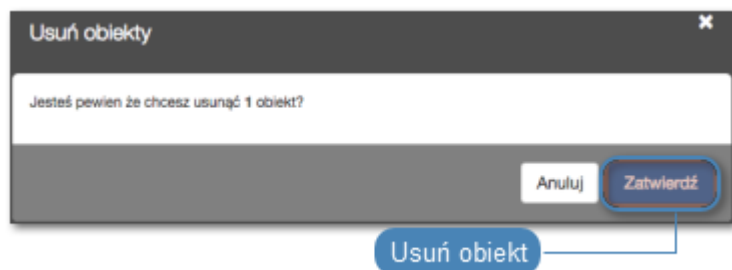 Usuń obiekty
Jesteś pewien że chcesz usunąć 1 obiekt?
Anuluj Zatwierdź
Usuń obiekt